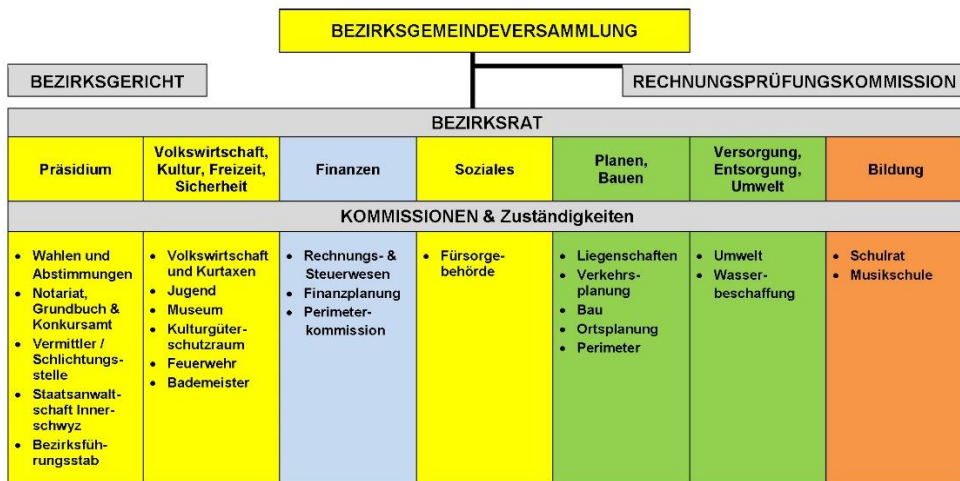 BEZIRKSGEMEINDEVERSAMMLUNG
BEZIRKSGERICHT
RECHNUNGSPRÜFUNGSKOMMISSION
BEZIRKSRAT
Präsidium
Volkswirtschaft,
Kultur, Freizeit,
Sicherheit
Finanzen
Soziales
Planen,
Bauen
Versorgung,
Entsorgung,
Umwelt
Bildung
KOMMISSIONEN & Zuständigkeiten
• Wahlen und
Abstimmungen
• Notariat,
Grundbuch &
Konkursamt
• Vermittler /
Schlichtungs-
stelle
• Staatsanwalt-
schaft Inner-
schwyz
• Bezirksfüh-
rungsstab
• Volkswirtschaft
und Kurtaxen
• Jugend
• Museum
• Kulturgüter-
schutzraum
• Feuerwehr
• Bademeister
• Rechnungs- &
Steuerwesen
• Finanzplanung
• Perimeter-
kommission
• Fürsorge-
behörde
• Liegenschaften
• Verkehrs-
planung
• Bau
• Ortsplanung
• Perimeter
• Umwelt
• Wasser-
beschaffung
• Schulrat
• Musikschule